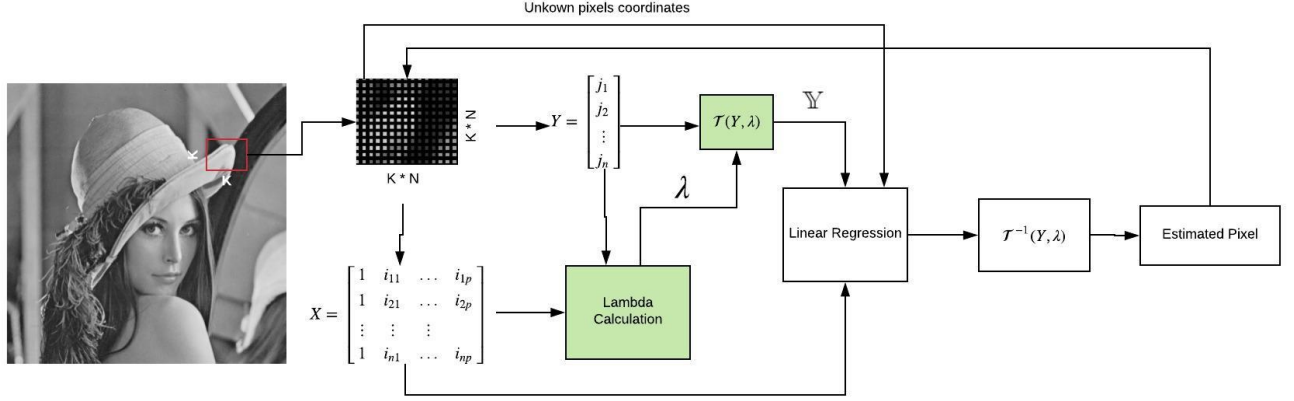 Unkown pixels coordinates
K
K
K * N
K * N
Y = [ j₁ j₂ ⋮ jₙ ]
𝒯(Y, λ)
𝕐
λ
Linear Regression
𝒯⁻¹(Y, λ)
Estimated Pixel
X = [ 1 i₁₁ … i₁ₚ
1 i₂₁ … i₂ₚ
⋮ ⋮ ⋮
1 iₙ₁ … iₙₚ ]
Lambda
Calculation